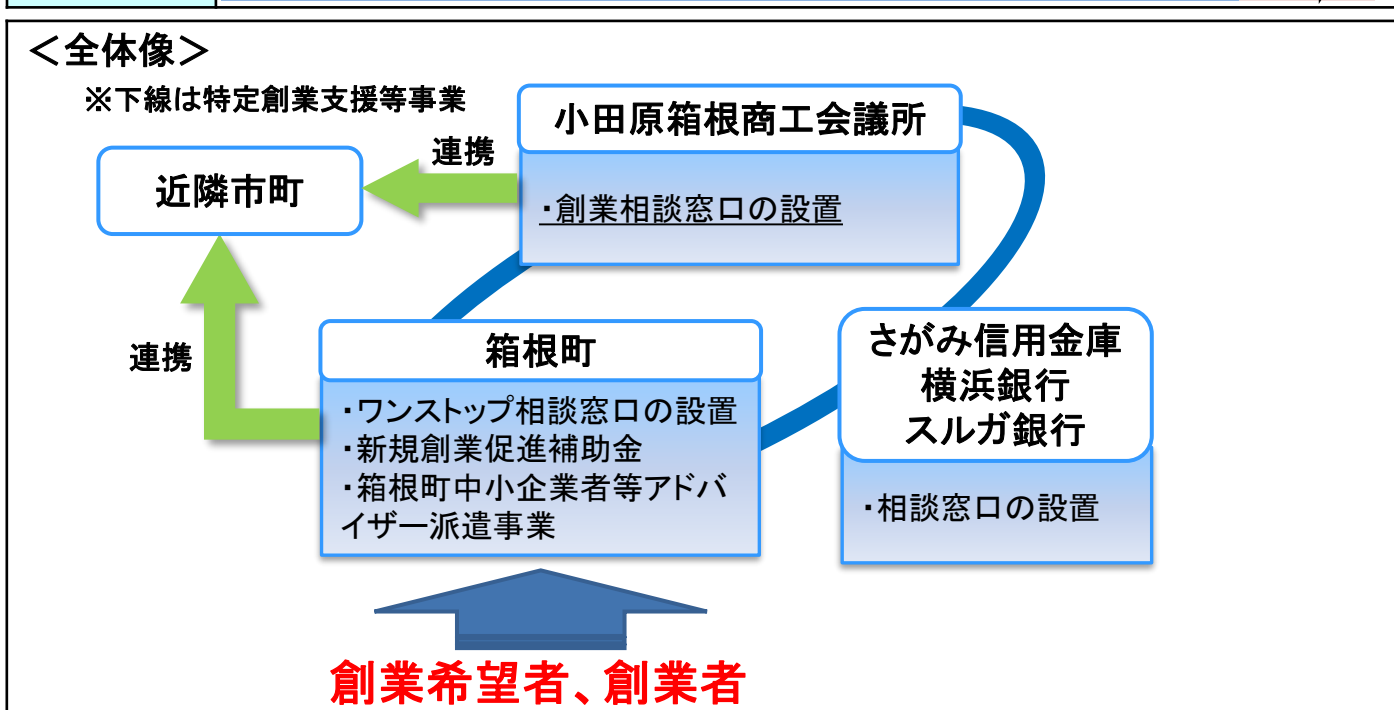 ＜全体像＞
※下線は特定創業支援等事業
小田原箱根商工会議所
・創業相談窓口の設置
連携
近隣市町
連携
箱根町
・ワンストップ相談窓口の設置
・新規創業促進補助金
・箱根町中小企業者等アドバ
イザー派遣事業
さがみ信用金庫
横浜銀行
スルガ銀行
・相談窓口の設置
創業希望者、創業者